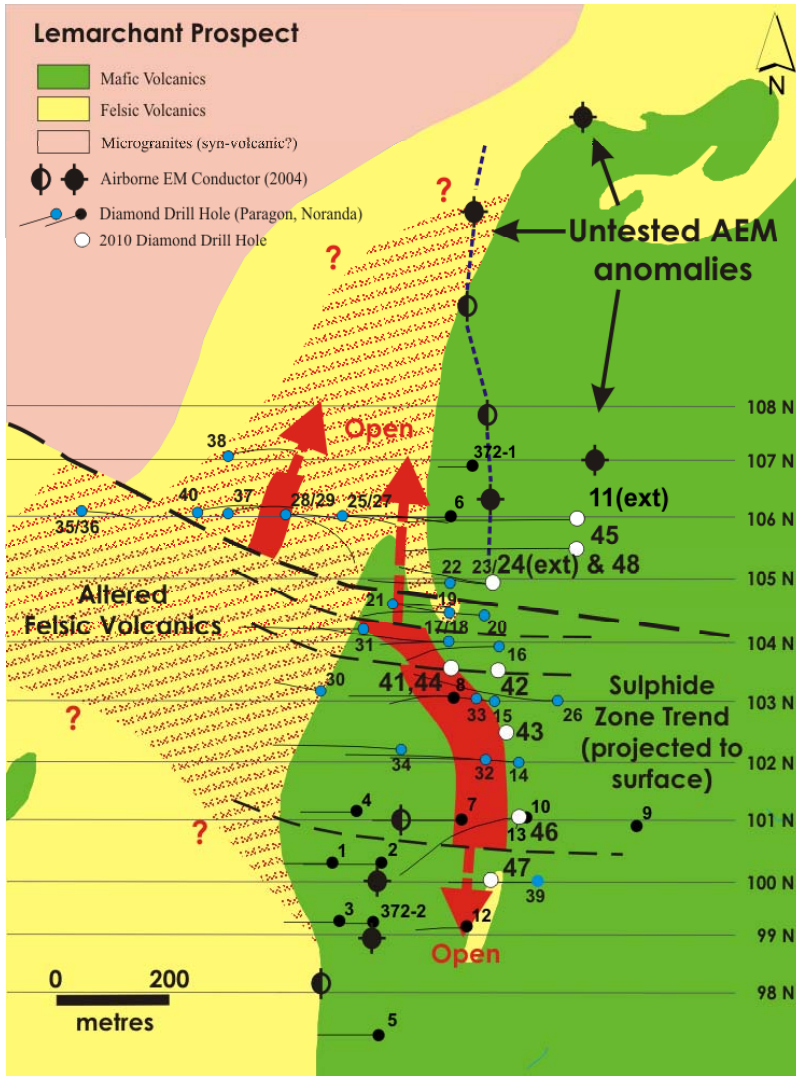 Lemarchant Prospect
Mafic Volcanics
Felsic Volcanics
Microgranites (syn-volcanic?)
Airborne EM Conductor (2004)
Diamond Drill Hole (Paragon, Noranda)
2010 Diamond Drill Hole
N
?
?
Untested AEM
anomalies
108 N
Open
38
372-1
107 N
40
37
28/29
25/27
6
11(ext)
106 N
35/36
45
22
23/
24(ext) & 48
105 N
Altered
Felsic Volcanics
21
19
17/18
20
104 N
31
16
30
41,44
8
42
103 N
33
15
26
Sulphide
Zone Trend
(projected to
surface)
?
43
34
32
14
102 N
4
7
10
9
101 N
?
13
46
1
2
47
100 N
39
3
372-2
12
99 N
Open
0
200
metres
98 N
5